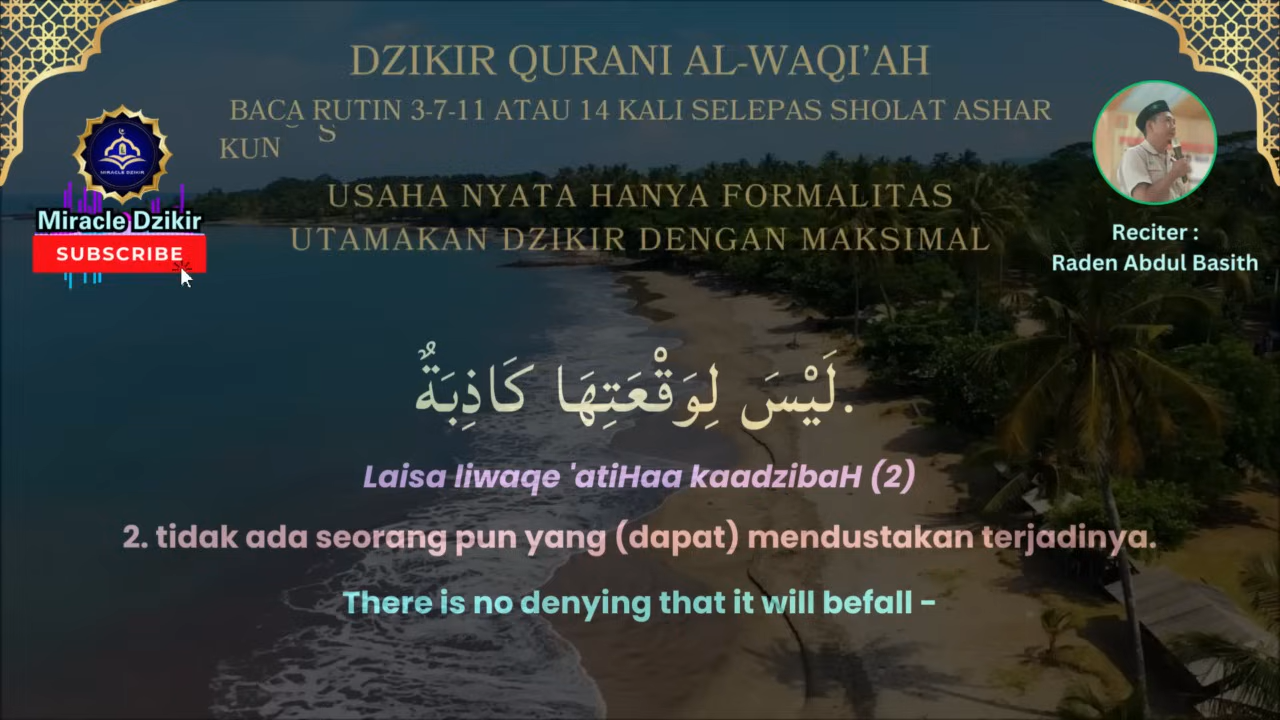 DZIKIR QURANI AL-WAQI'AH
BACA RUTIN 3-7-11 ATAU 14 KALI SELEPAS SHOLAT ASHAR
KUN S
USAHA NYATA HANYA FORMALITAS
UTAMAKAN DZIKIR DENGAN MAKSIMAL
MIRACLE DZIKIR
Miracle Dzikir
SUBSCRIBE
Reciter :
Raden Abdul Basith
لَيْسَ لِوَقْعَتِهَا كَاذِبَةٌ.
Laisa liwaqe 'atiHaa kaadzibaH (2)
2. tidak ada seorang pun yang (dapat) mendustakan terjadinya.
There is no denying that it will befall -